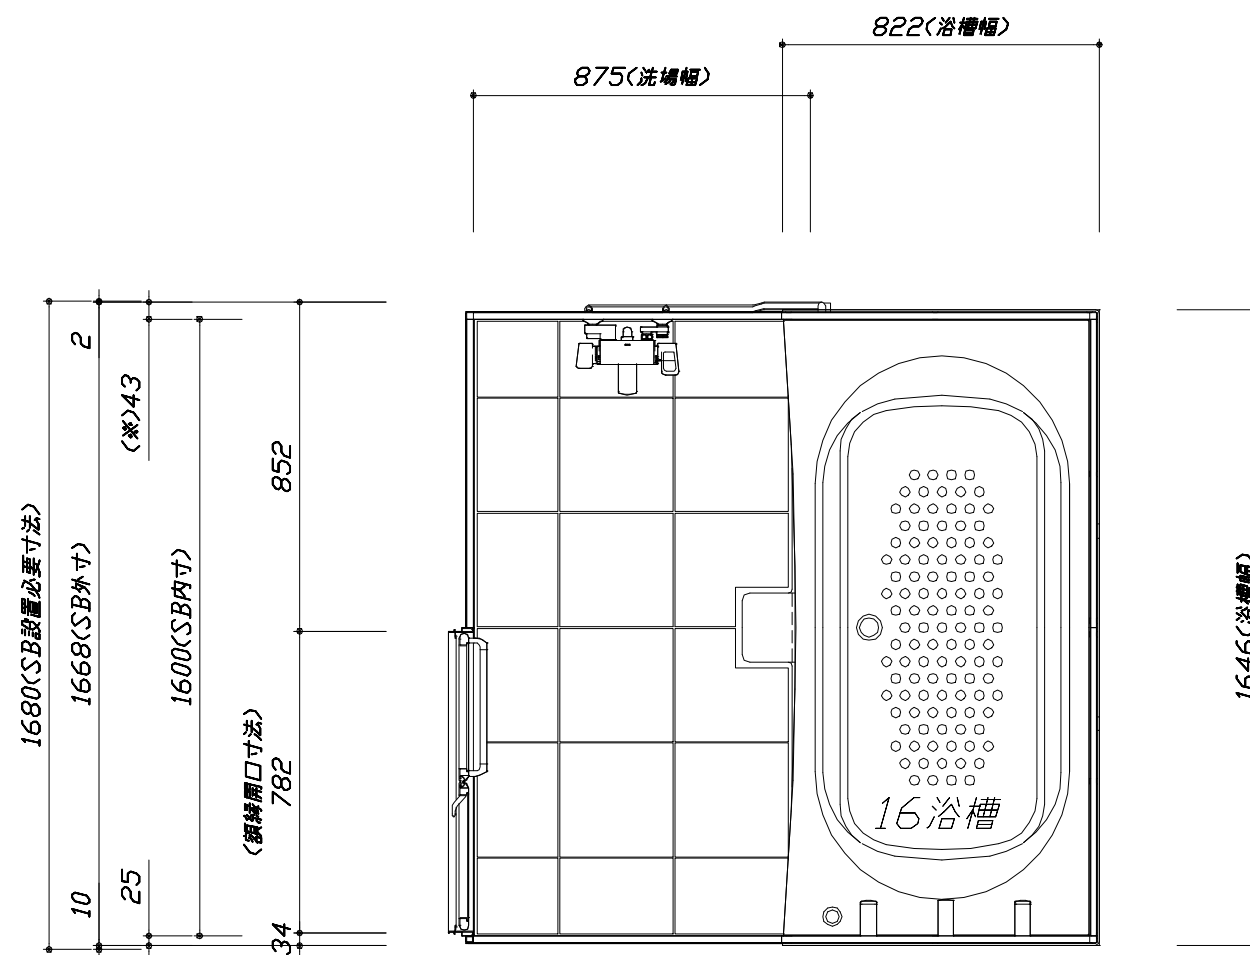 822(浴槽幅)
875(洗場幅)
2
(※)43
852
1680(SB設置必要寸法)
1668(SB外寸)
1600(SB内寸)
1646(浴槽幅)
(額縁開口寸法)
782
16浴槽
10
25
34